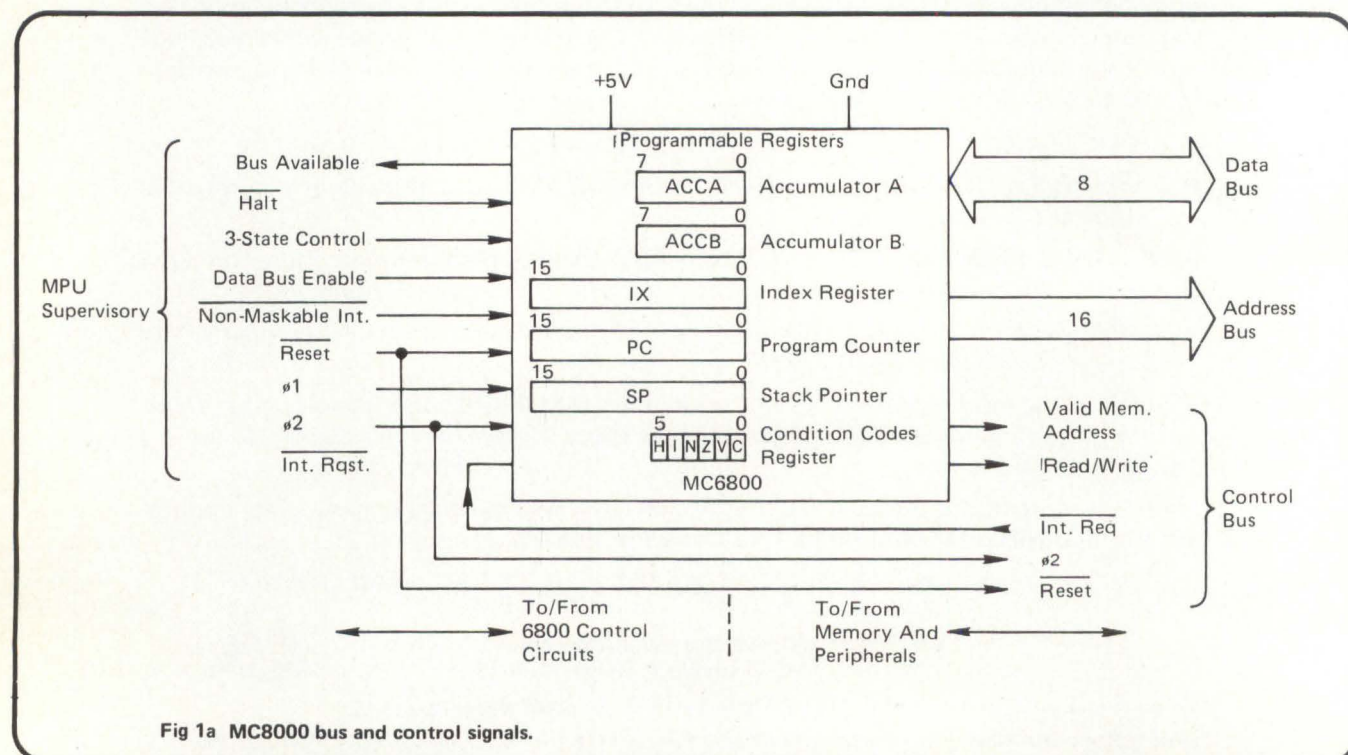 +5V
Gnd
Programmable Registers
7 0
ACCA Accumulator A
7 0
ACCB Accumulator B
15 0
IX Index Register
15 0
PC Program Counter
15 0
SP Stack Pointer
5 0
H I N Z V C Condition Codes
Register
MC6800
MPU
Supervisory
Bus Available
Halt
3-State Control
Data Bus Enable
Non-Maskable Int.
Reset
ø1
ø2
Int. Rqst.
8
Data
Bus
16
Address
Bus
Valid Mem.
Address
Read/Write
Int. Req
ø2
Reset
Control
Bus
To/From
6800 Control
Circuits
To/From
Memory And
Peripherals
Fig 1a MC8000 bus and control signals.